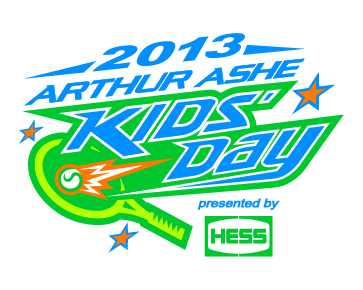 2013
ARTHUR ASHE
KIDS'
DAY
presented by
HESS